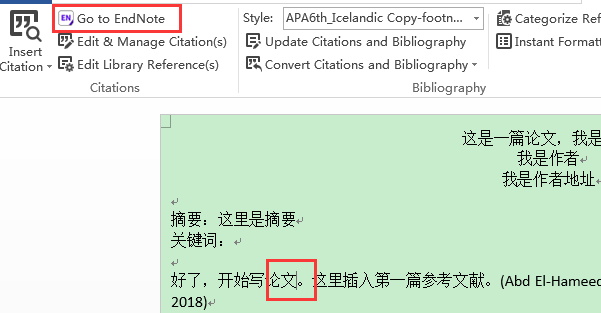 EN Go to EndNote
Style: APA6th_Icelandic Copy-footn...
Categorize Ref
Insert Citation
Edit & Manage Citation(s)
Update Citations and Bibliography
Instant Formatt
Edit Library Reference(s)
Convert Citations and Bibliography
Citations
Bibliography
这是一篇论文，我是
我是作者
我是作者地址
摘要：这里是摘要
关键词：
好了，开始写论文。这里插入第一篇参考文献。(Abd El-Hameed
2018)